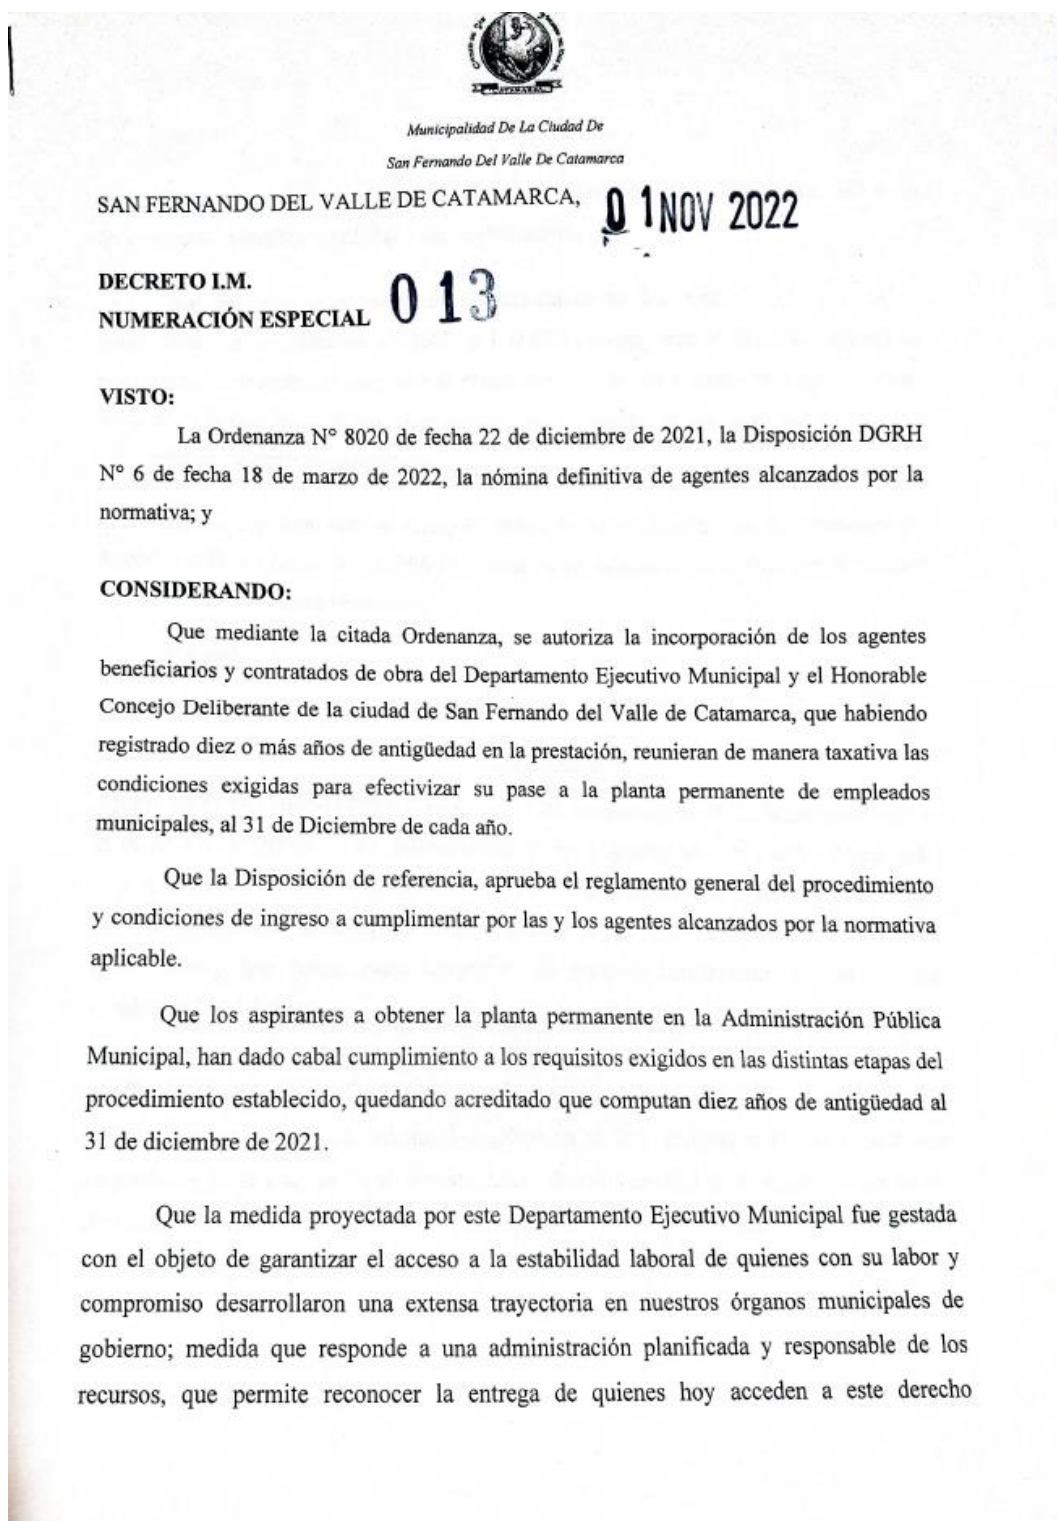 CATAMARCA
Municipalidad De La Ciudad De
San Fernando Del Valle De Catamarca
SAN FERNANDO DEL VALLE DE CATAMARCA, 01 NOV 2022
DECRETO I.M.
NUMERACIÓN ESPECIAL 013
VISTO:
La Ordenanza N° 8020 de fecha 22 de diciembre de 2021, la Disposición DGRH
N° 6 de fecha 18 de marzo de 2022, la nómina definitiva de agentes alcanzados por la
normativa; y
CONSIDERANDO:
Que mediante la citada Ordenanza, se autoriza la incorporación de los agentes
beneficiarios y contratados de obra del Departamento Ejecutivo Municipal y el Honorable
Concejo Deliberante de la ciudad de San Fernando del Valle de Catamarca, que habiendo
registrado diez o más años de antigüedad en la prestación, reunieran de manera taxativa las
condiciones exigidas para efectivizar su pase a la planta permanente de empleados
municipales, al 31 de Diciembre de cada año.
Que la Disposición de referencia, aprueba el reglamento general del procedimiento
y condiciones de ingreso a cumplimentar por las y los agentes alcanzados por la normativa
aplicable.
Que los aspirantes a obtener la planta permanente en la Administración Pública
Municipal, han dado cabal cumplimiento a los requisitos exigidos en las distintas etapas del
procedimiento establecido, quedando acreditado que computan diez años de antigüedad al
31 de diciembre de 2021.
Que la medida proyectada por este Departamento Ejecutivo Municipal fue gestada
con el objeto de garantizar el acceso a la estabilidad laboral de quienes con su labor y
compromiso desarrollaron una extensa trayectoria en nuestros órganos municipales de
gobierno; medida que responde a una administración planificada y responsable de los
recursos, que permite reconocer la entrega de quienes hoy acceden a este derecho